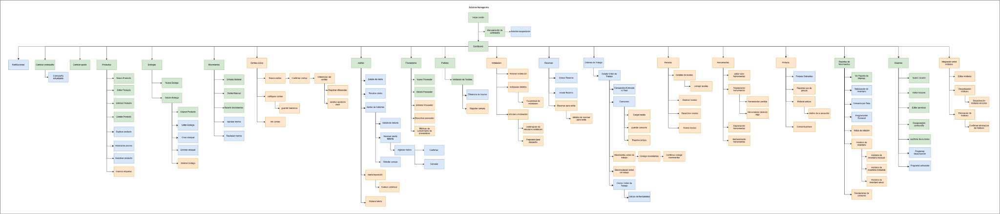 Árbol de Navegación
Iniciar sesión
Recuperación de
contraseña
Solicitar recuperación
Dashboard
Notificaciones
Cambiar contraseña
Contraseña
actualizada
Cambiar ajuste
Productos
Nuevo Producto
Editar Producto
Eliminar Producto
Detalle Producto
Duplicar producto
Historial de precios
Reactivar producto
Imprimir etiquetas
Bodegas
Nueva Bodega
Detalle Bodega
Asignar Producto
Editar Bodega
Crear anaquel
Eliminar anaquel
Eliminar bodega
Movimientos
Entrada Material
Salida Material
Revertir Movimientos
Aprobar merma
Rechazar merma
Conteo cíclico
Nuevo conteo
Confirmar conteo
Diferencias del
conteo
Registrar diferencias
Aprobar ajuste de
stock
configurar conteo
guardar tolerancia
Ver conteo
Alertas
Detalle de Alerta
Resolver alerta
Alertas de Faltantes
Detalle de faltante
Resolver alerta
faltante
Ingresar motivo
Confirmar
Cancelar
Solicitar compra
Alerta reposición
Evaluar cobertura
Historial alerta
Proveedores
Nuevo Proveedor
Detalle Proveedor
Eliminar Proveedor
Desactivar proveedor
Métricas de
cumplimiento de
proveedores
Pedidos
Validacion de Pedidos
Diferencia de insumo
Registrar compra
Instalacion
Historial instalacion
Instalacion detalles
Trazabilidad de
instalacion
Vincular a instalacion
confirmacion de
vincular a instalacion
Preparado para
despacho
Reservas
Liberar Reserva
Anular Reserva
Reservar para venta
detalles de reservar
para venta
Ordenes de Trabajo
Detalle Orden de
Trabajo
Comparativa Estimado
vs Real
Consumos
Cargar receta
guardar consumo
Registrar pintura
Movimientos orden de
trabajo
Corregir movimientos
Confirmar corregir
movimientos
Desvinculacion orden
de trabajo
Costos Orden de
Trabajo
Cálculo de Rentabilidad
Recetas
Detalles de recetas
corregir recetas
Duplicar recetas
Desactivar recetas
Nueva recetas
Herramientas
editar valor
herramientas
Asignaciones
herramientas
Herramientas perdida
Herramientas dada de
baja
Depreciación
herramientas
Mantenimiento
herramientas
Pinturas
Pinturas Sobrantes
Registrar uso de
pintura
Historial pintura
Motivo de la anulación
Consumo pintura
Reportes de
Movimientos
Ver Reporte de
Mermas
Valorización de
Inventario
Consumo por Área
Programación
Semanal
Índice de rotación
Histórico de
inventario
Histórico de
inventario mensual
Histórico de
inventario trimestral
Histórico de
inventario anual
Desviaciones de
consumo
Usuarios
Nuevo Usuario
Editar Usuario
Editar permisos
Recuperación
contraseña
Auditoría de Acciones
Programar
desactivación
Programar activación
Integración entre
módulos
Editar módulos
Desactivación
módulos
Desactivación
módulos en curso
Eliminacion de
módulos
Confirmar eliminacion
de módulos